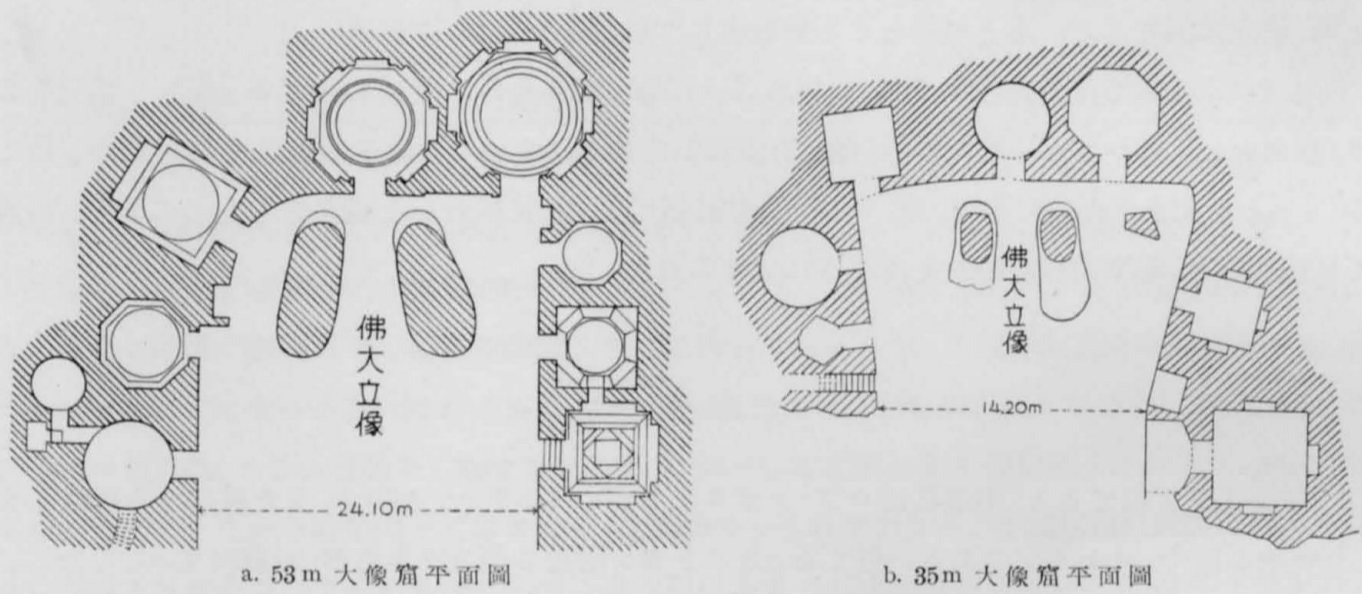 佛大立像
24.10m
a. 53m 大像窟平面圖
佛大立像
14.20m
b. 35m 大像窟平面圖